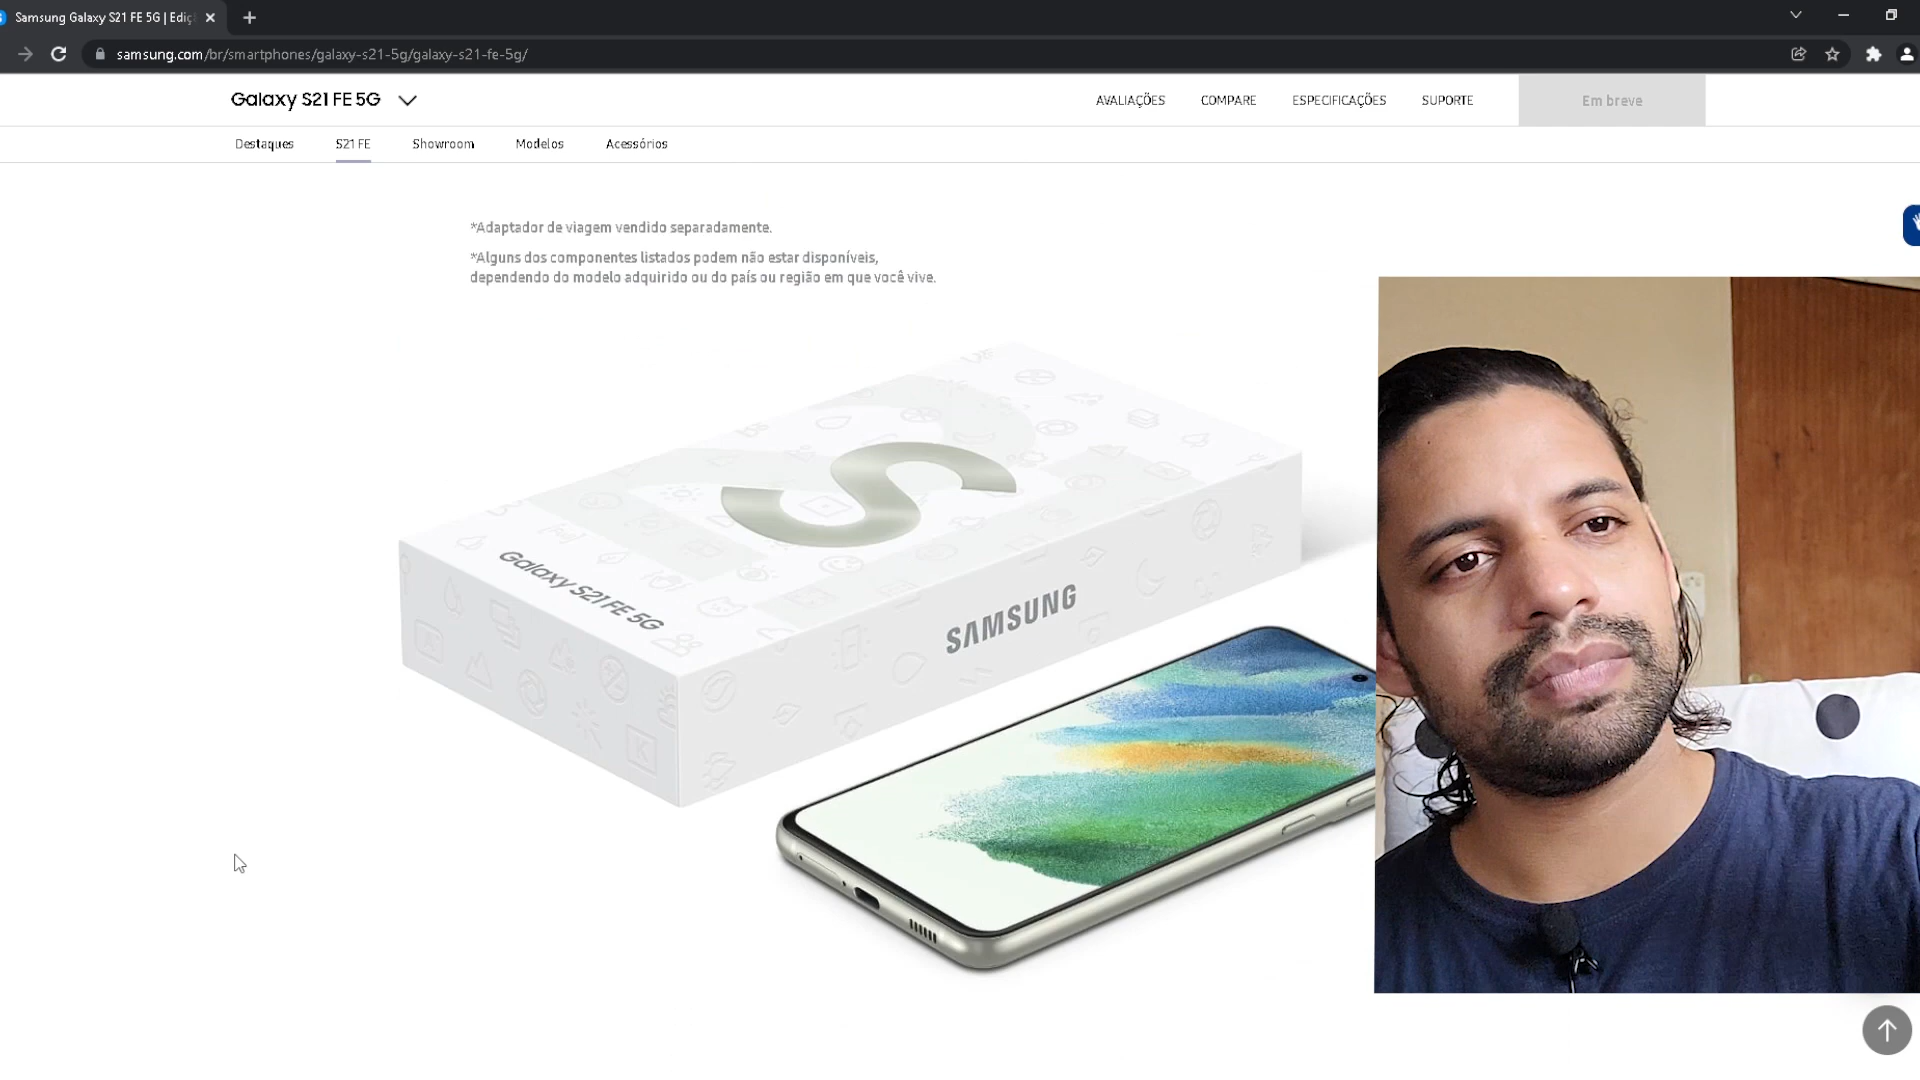 Samsung Galaxy S21 FE 5G | Ediç
samsung.com/br/smartphones/galaxy-s21-5g/galaxy-s21-fe-5g/
Galaxy S21 FE 5G
AVALIAÇÕES
COMPARE
ESPECIFICAÇÕES
SUPORTE
Em breve
Destaques
S21 FE
Showroom
Modelos
Acessórios
*Adaptador de viagem vendido separadamente.
*Alguns dos componentes listados podem não estar disponíveis,
dependendo do modelo adquirido ou do país ou região em que você vive.
S
Galaxy S21 FE 5G
SAMSUNG